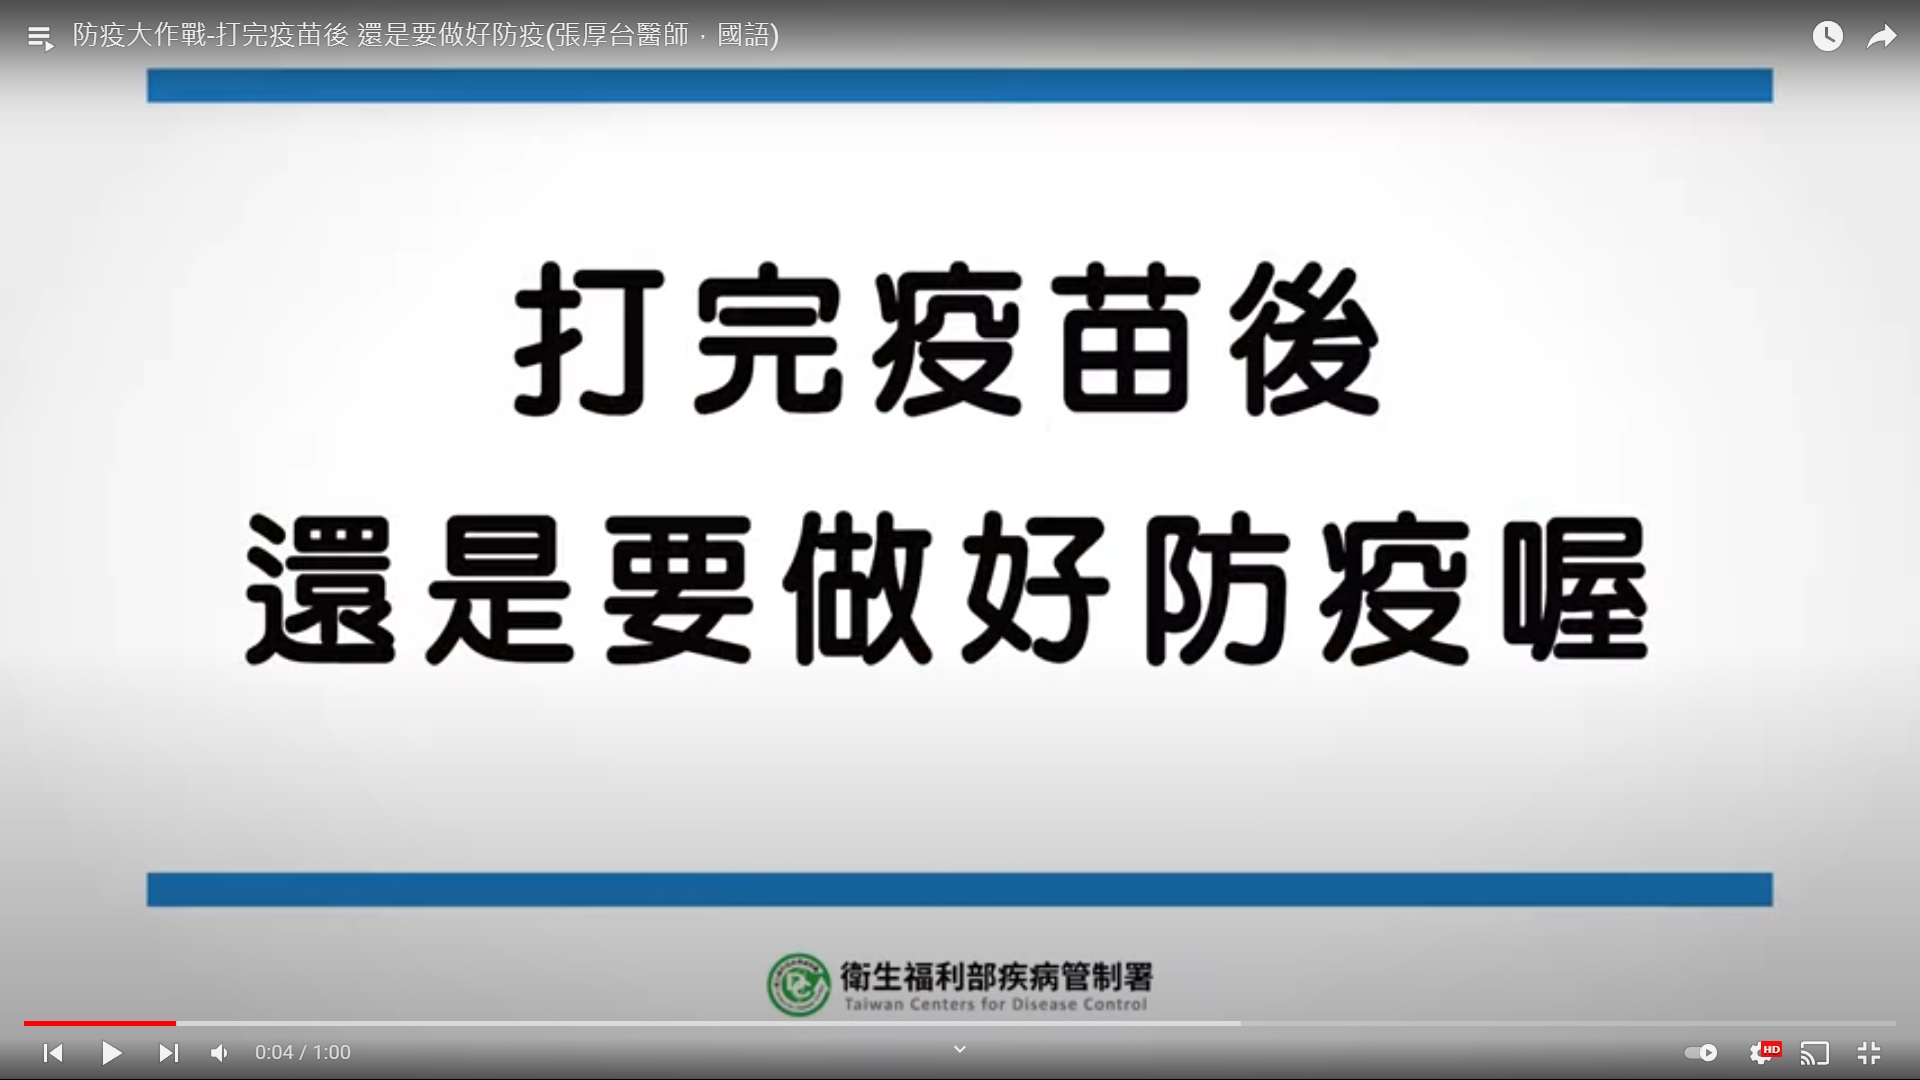 防疫大作戰-打完疫苗後 還是要做好防疫(張厚台醫師，國語)
打完疫苗後
還是要做好防疫喔
衛生福利部疾病管制署
Taiwan Centers for Disease Control
0:04 / 1:00
HD